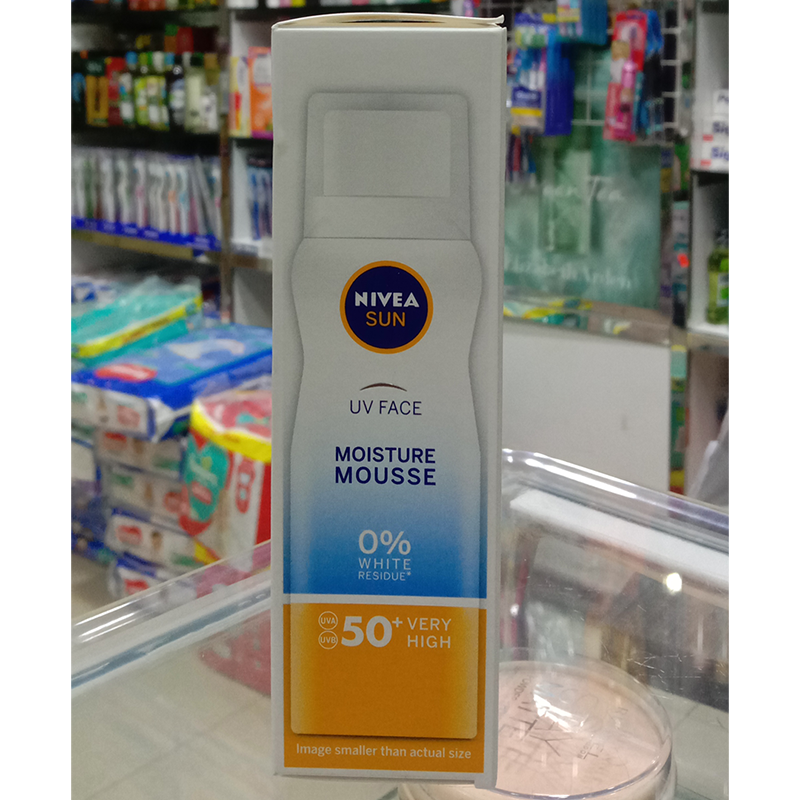 NIVEA
SUN
UV FACE
MOISTURE
MOUSSE
0%
WHITE
RESIDUE*
UVA
UVB
50+ VERY
HIGH
Image smaller than actual size